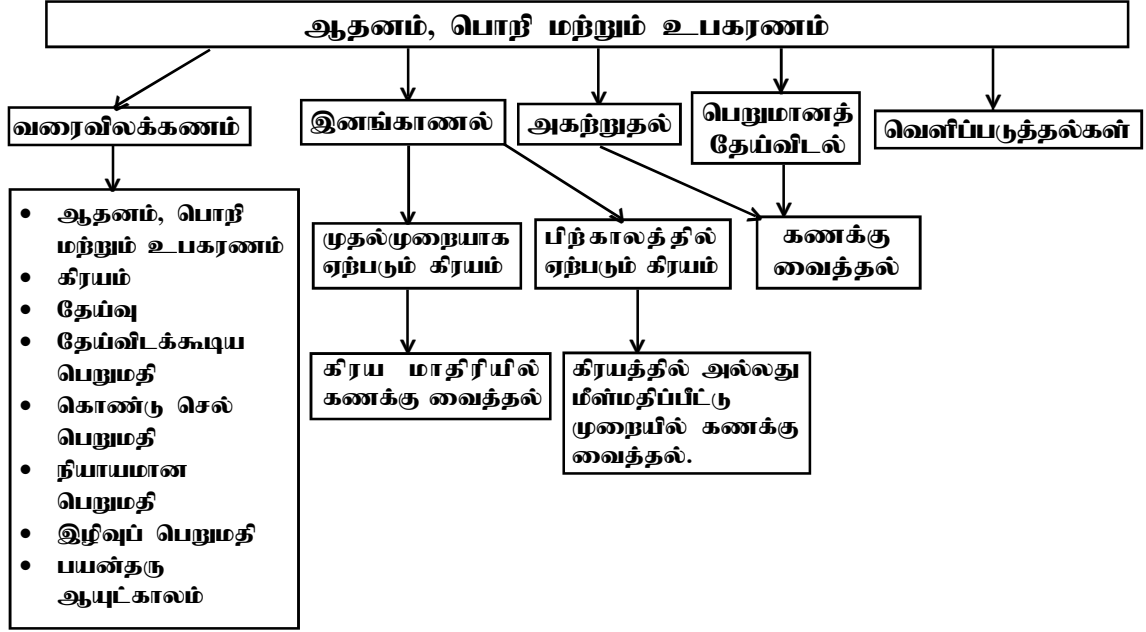 ஆதனம், பொறி மற்றும் உபகரணம்
வரைவிலக்கணம்
இனங்காணல்
அகற்றுதல்
பெறுமானத்
தேய்விடல்
வெளிப்படுத்தல்கள்
• ஆதனம், பொறி
மற்றும் உபகரணம்
• கிரயம்
• தேய்வு
• தேய்விடக்கூடிய
பெறுமதி
• கொண்டு செல்
பெறுமதி
• நியாயமான
பெறுமதி
• இழிவுப் பெறுமதி
• பயன்தரு
ஆயுட்காலம்
முதல்முறையாக
ஏற்படும் கிரயம்
பிற்காலத்தில்
ஏற்படும் கிரயம்
கணக்கு
வைத்தல்
கிரய மாதிரியில்
கணக்கு வைத்தல்
கிரயத்தில் அல்லது
மீள்மதிப்பீட்டு
முறையில் கணக்கு
வைத்தல்.